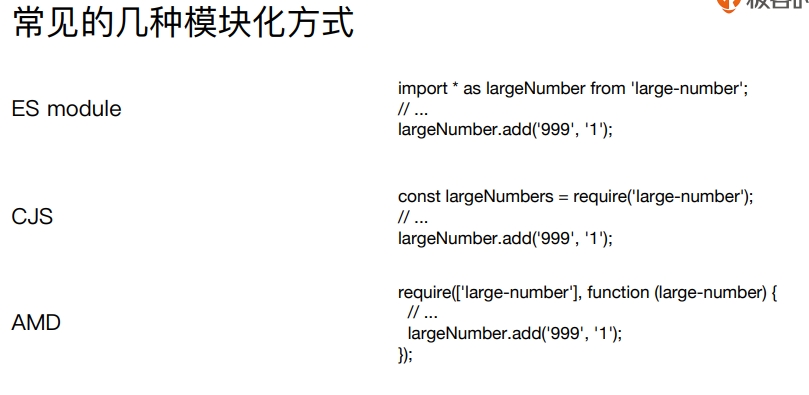 常见的几种模块化方式
ES module
import * as largeNumber from 'large-number';
// ...
largeNumber.add('999', '1');
CJS
const largeNumbers = require('large-number');
// ...
largeNumber.add('999', '1');
AMD
require(['large-number'], function (large-number) {
// ...
largeNumber.add('999', '1');
});